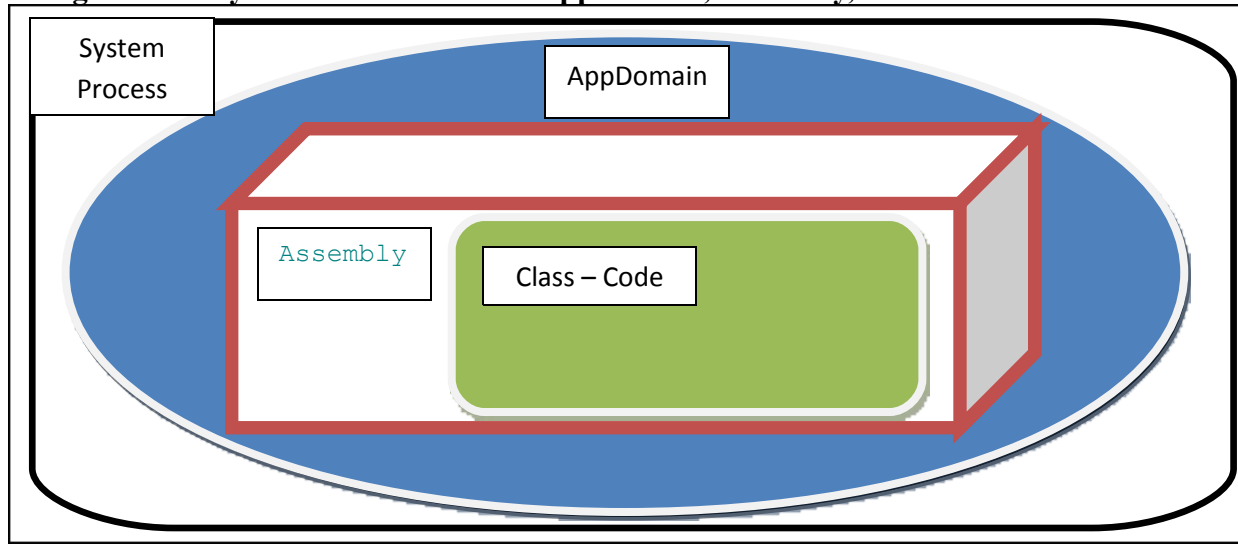 System
Process
AppDomain
Assembly
Class – Code